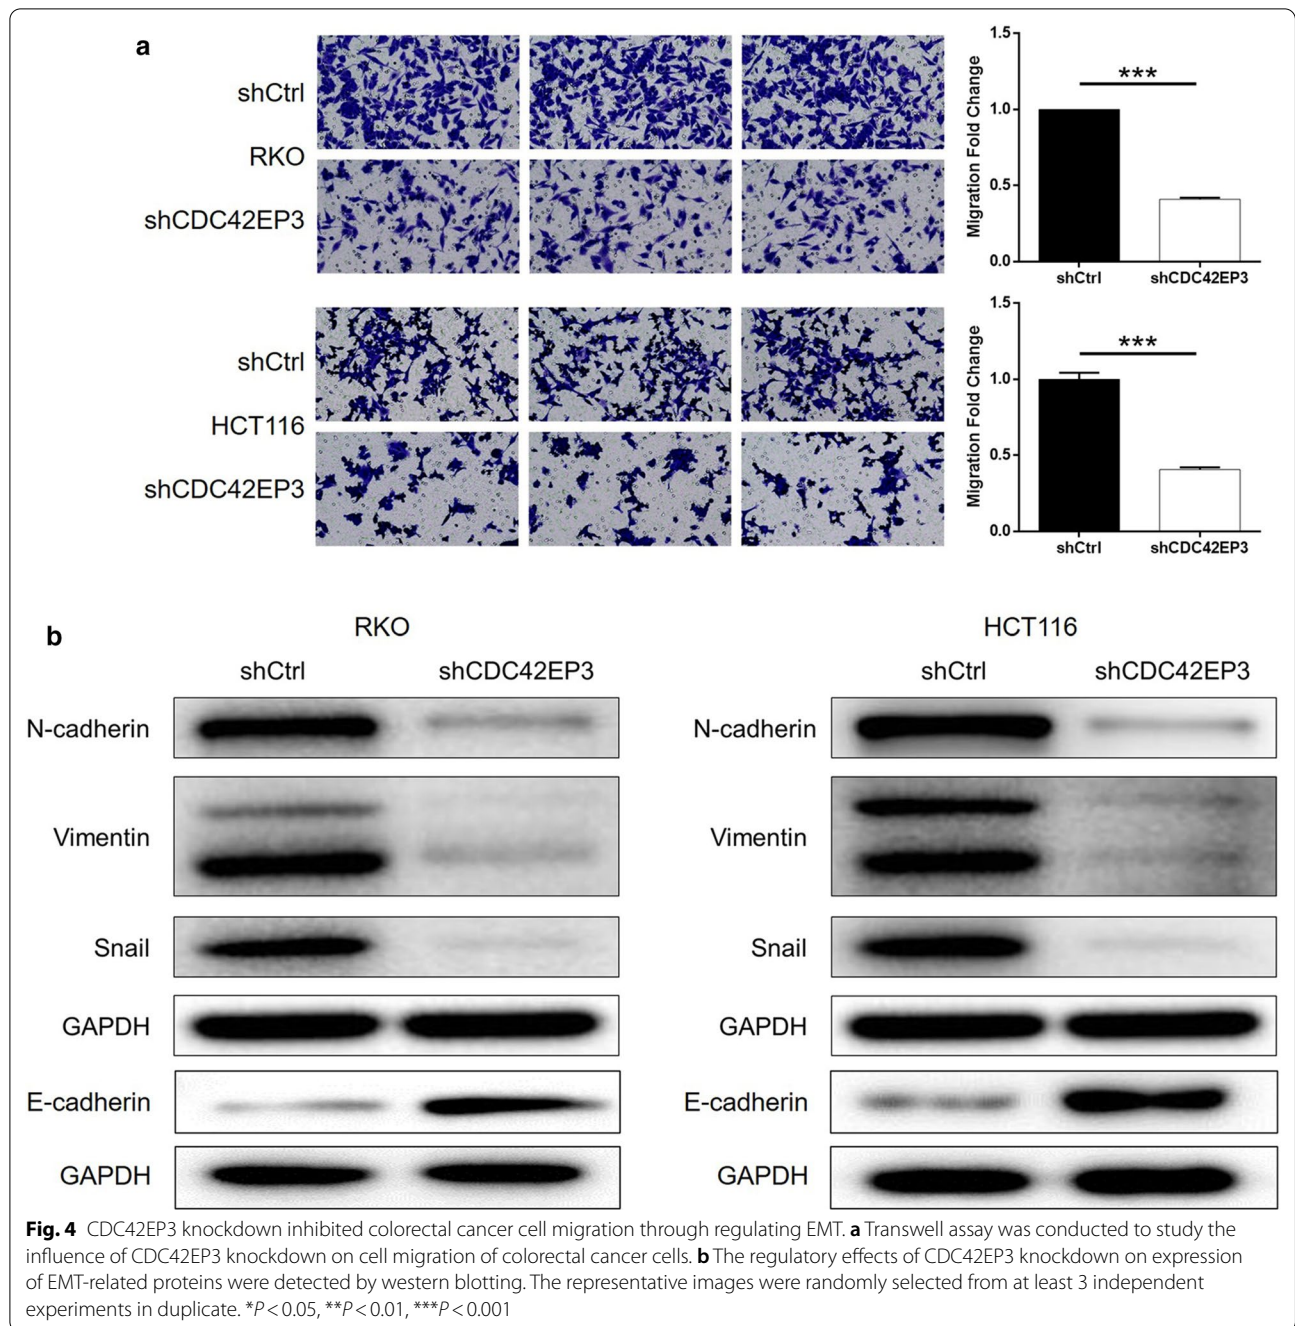 a
shCtrl
RKO
shCDC42EP3
1.5
1.0
0.5
0.0
Migration Fold Change
***
shCtrl shCDC42EP3
shCtrl
HCT116
shCDC42EP3
1.5
1.0
0.5
0.0
Migration Fold Change
***
shCtrl shCDC42EP3
b
RKO
shCtrl shCDC42EP3
N-cadherin
Vimentin
Snail
GAPDH
E-cadherin
GAPDH
HCT116
shCtrl shCDC42EP3
N-cadherin
Vimentin
Snail
GAPDH
E-cadherin
GAPDH
Fig. 4 CDC42EP3 knockdown inhibited colorectal cancer cell migration through regulating EMT. a Transwell assay was conducted to study the
influence of CDC42EP3 knockdown on cell migration of colorectal cancer cells. b The regulatory effects of CDC42EP3 knockdown on expression
of EMT-related proteins were detected by western blotting. The representative images were randomly selected from at least 3 independent
experiments in duplicate. *P < 0.05, **P < 0.01, ***P < 0.001